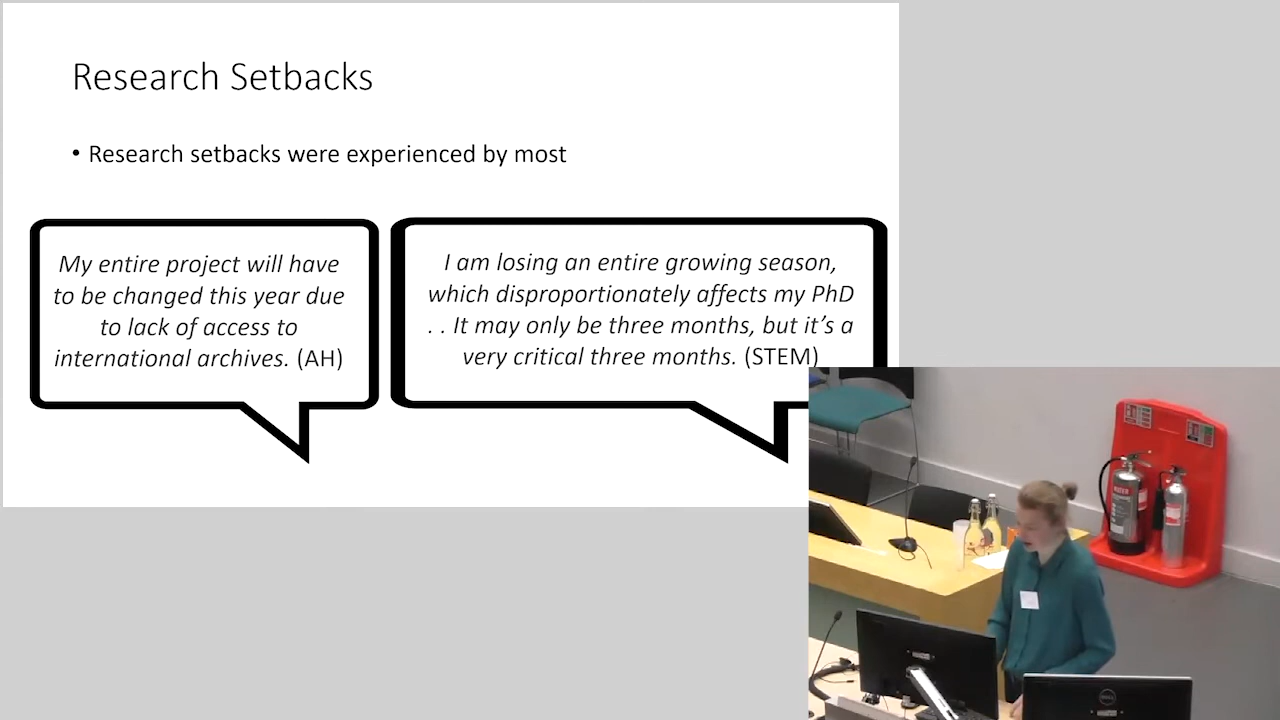 Research Setbacks
• Research setbacks were experienced by most
My entire project will have
to be changed this year due
to lack of access to
international archives. (AH)
I am losing an entire growing season,
which disproportionately affects my PhD
. . It may only be three months, but it’s a
very critical three months. (STEM)
WATER
DELL